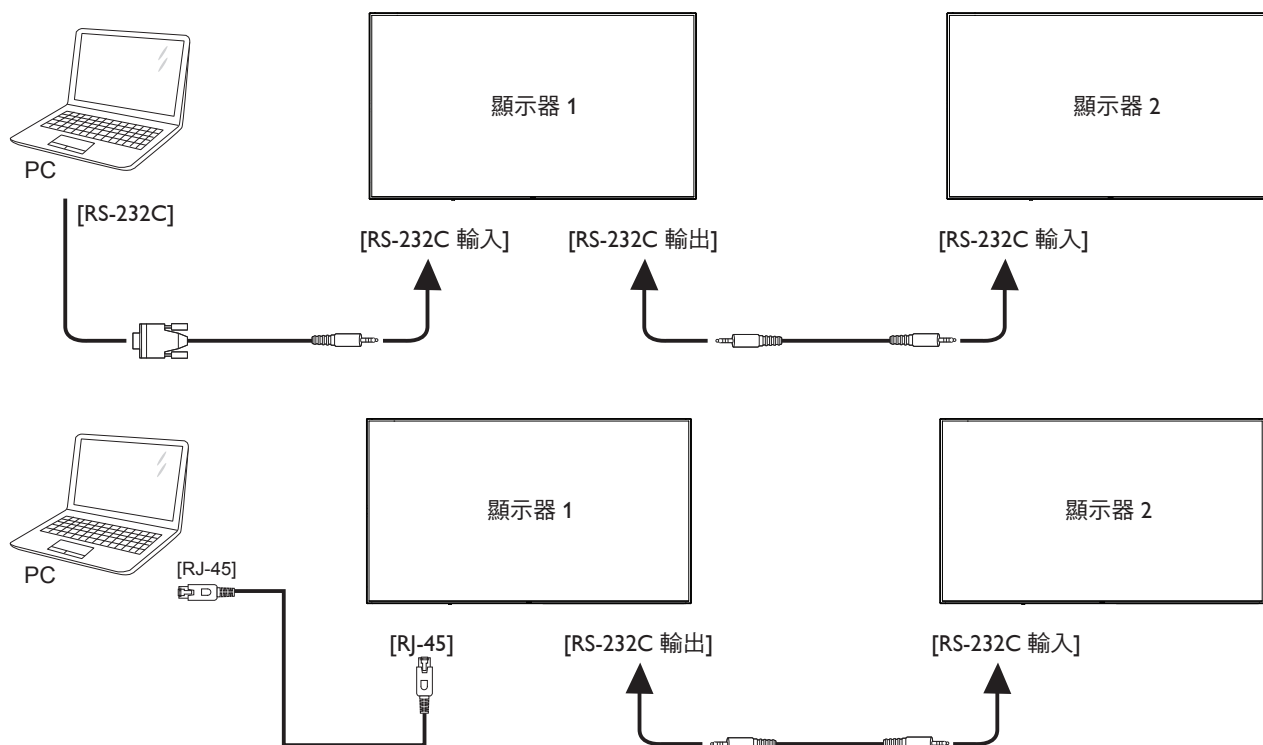 顯示器 1
顯示器 2
PC
[RS-232C]
[RS-232C 輸入]
[RS-232C 輸出]
[RS-232C 輸入]
顯示器 1
顯示器 2
PC
[RJ-45]
[RJ-45]
[RS-232C 輸出]
[RS-232C 輸入]